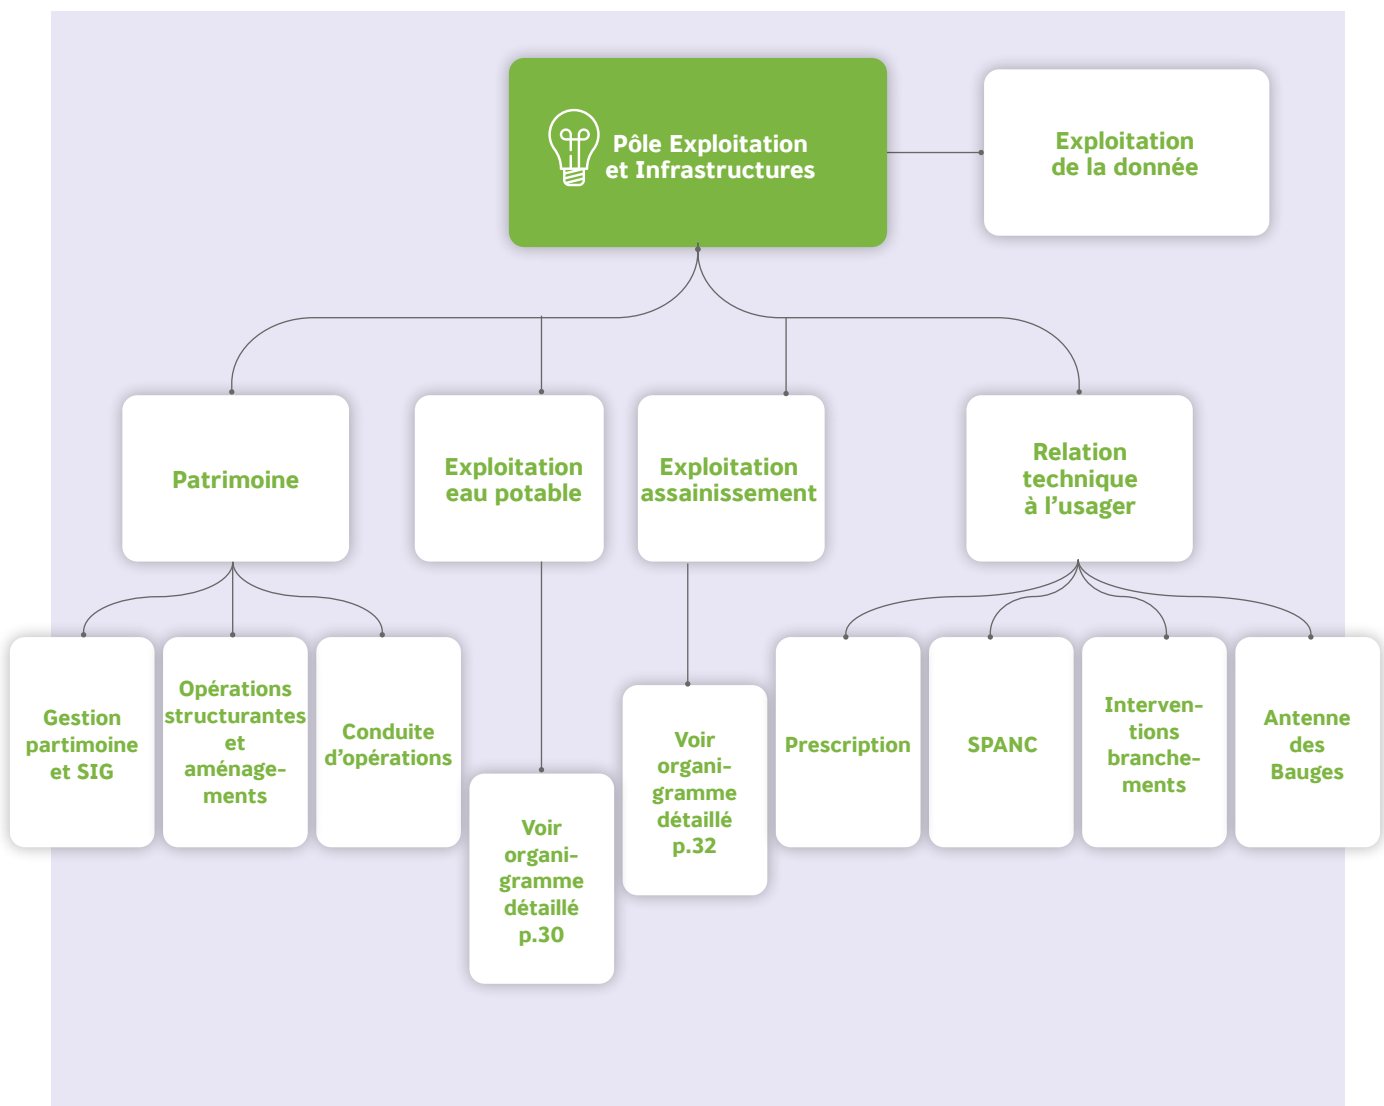 Pôle Exploitation
et Infrastructures
Exploitation
de la donnée
Patrimoine
Exploitation
eau potable
Exploitation
assainissement
Relation
technique
à l’usager
Gestion
partimoine
et SIG
Opérations
structurantes
et
aménage-
ments
Conduite
d’opérations
Voir
organi-
gramme
détaillé
p.30
Voir
organi-
gramme
détaillé
p.32
Prescription
SPANC
Interven-
tions
branche-
ments
Antenne
des
Bauges